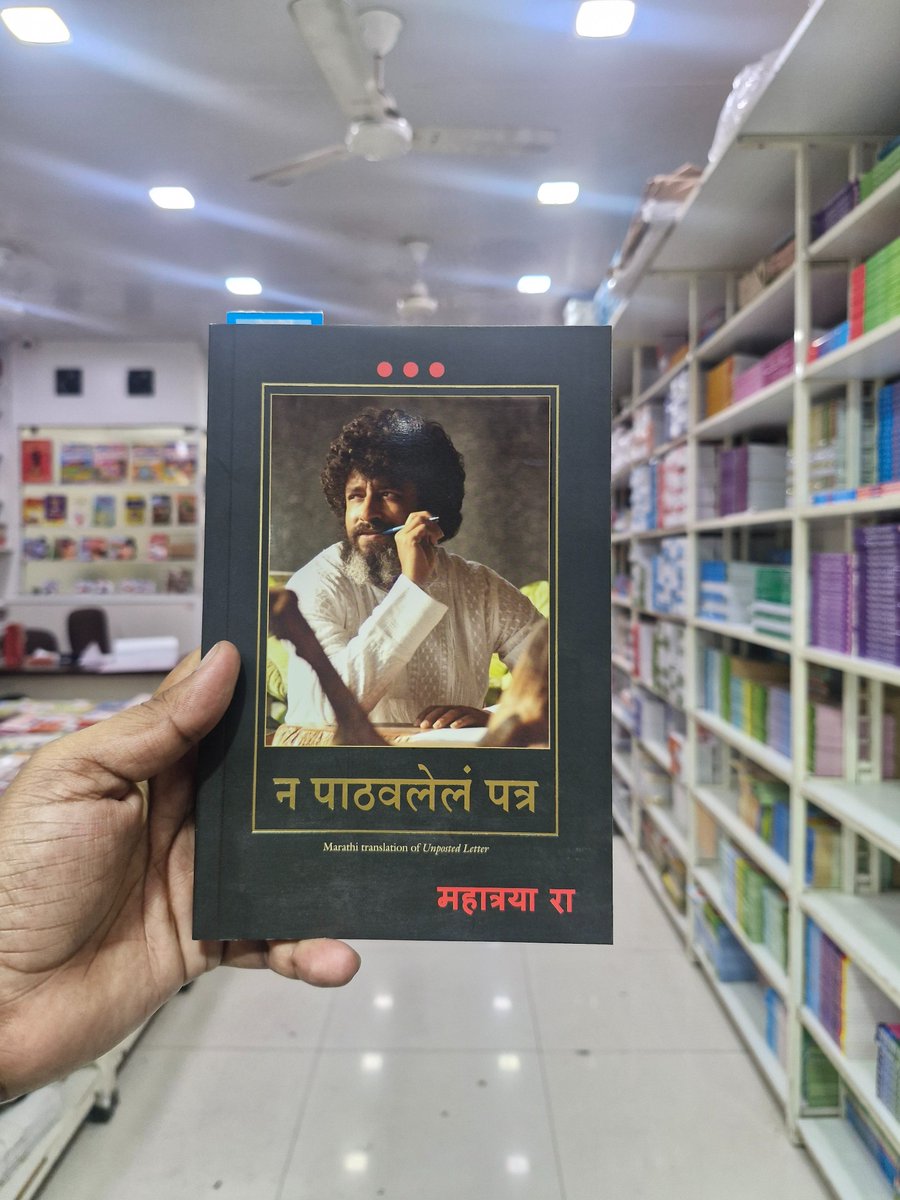 न पाठवलेलं पत्र
Marathi translation of Unposted Letter
महात्रया रा